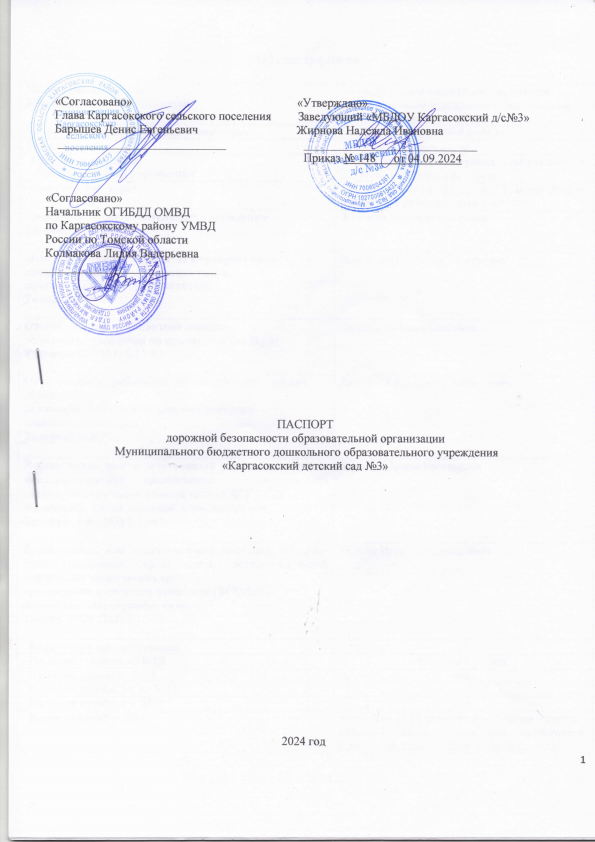 «Согласовано»
Глава Каргасокского сельского поселения
Барышев Денис Евгеньевич
«Утверждаю»
Заведующий «МБДОУ Каргасокский д/с№3»
Жирнова Надежда Ивановна
Приказ № 148 от 04.09 2024
«Согласовано»
Начальник ОГИБДД ОМВД
по Каргасокскому району УМВД
России по Томской области
Колмакова Лидия Валерьевна
ПАСПОРТ
дорожной безопасности образовательной организации
Муниципального бюджетного дошкольного образовательного учреждения
«Каргасокский детский сад №3»
2024 год
1